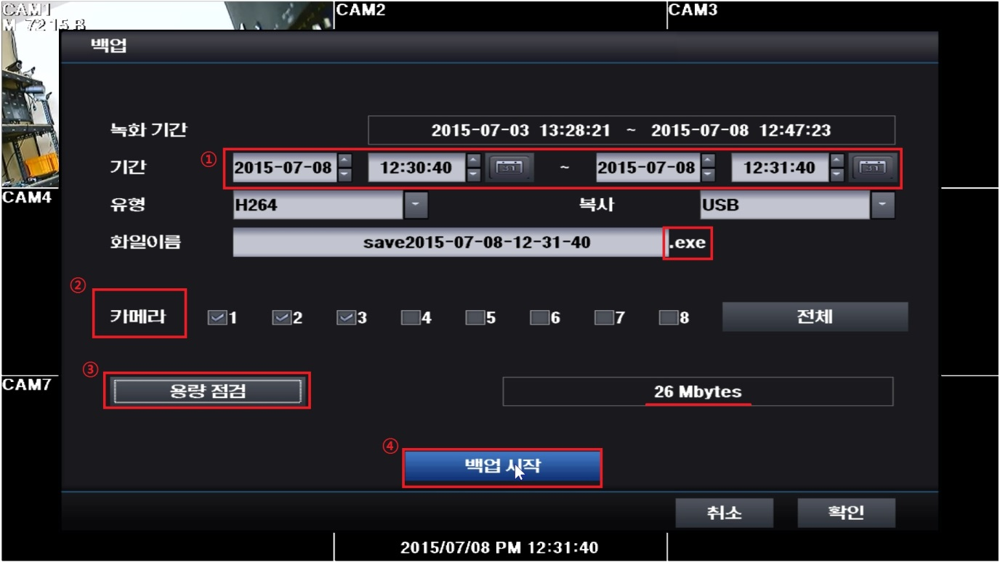 CAM1 CAM2 CAM3
M 7215 B
백업
녹화 기간 2015-07-03 13:28:21 ~ 2015-07-08 12:47:23
기간 ① 2015-07-08 12:30:40 31 ~ 2015-07-08 12:31:40 31
유형 H264 복사 USB
CAM4
화일이름 save2015-07-08-12-31-40 .exe
②
카메라 1 2 3 4 5 6 7 8 전체
③
CAM7
용량 점검 26 Mbytes
④
백업 시작
취소 확인
2015/07/08 PM 12:31:40